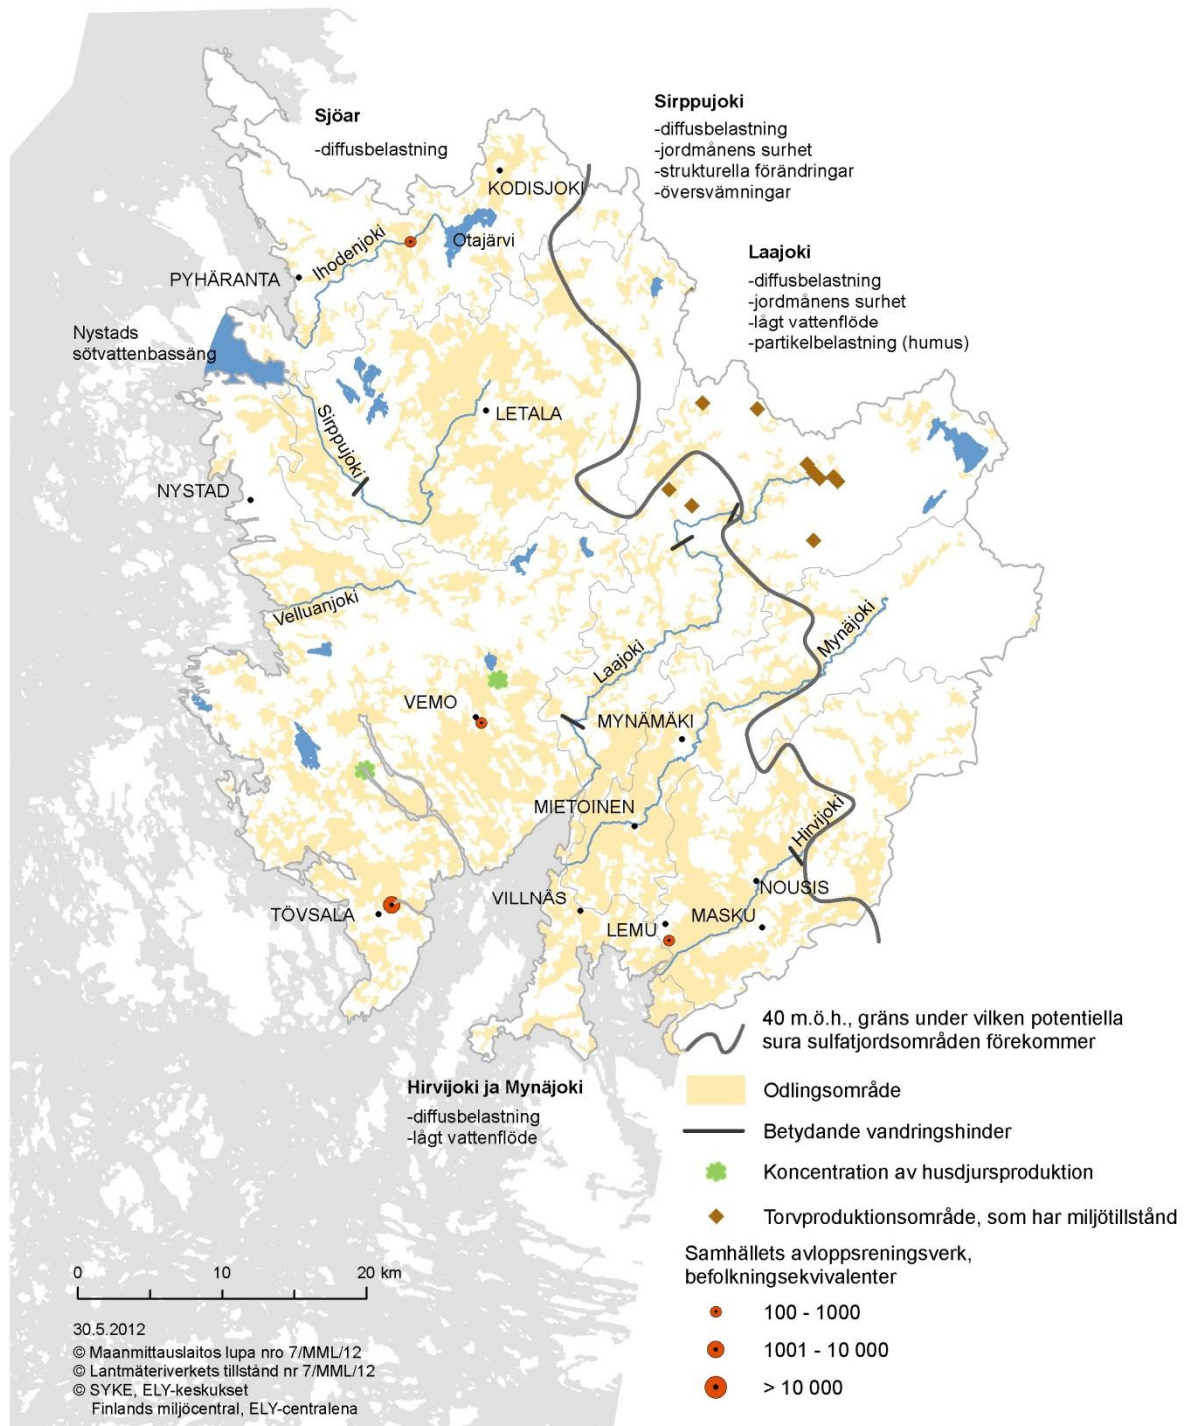 Sjöar
-diffusbelastning
Sirppujoki
-diffusbelastning
-jordmånens surhet
-strukturella förändringar
-översvämningar
KODISJOKI
Otajärvi
Ihodenjoki
PYHÄRANTA
Laajoki
-diffusbelastning
-jordmånens surhet
-lågt vattenflöde
-partikelbelastning (humus)
Nystads
sötvattenbassäng
LETALA
Sirppujoki
NYSTAD
Velluanjoki
Laajoki
Mynäjoki
VEMO
MYNÄMÄKI
MIETOINEN
Hirvijoki
NOUSIS
VILLNÄS
TÖVSALA
LEMU
MASKU
Hirvijoki ja Mynäjoki
-diffusbelastning
-lågt vattenflöde
40 m.ö.h., gräns under vilken potentiella
sura sulfatjordsområden förekommer
Odlingsområde
Betydande vandringshinder
Koncentration av husdjursproduktion
Torvproduktionsområde, som har miljötillstånd
Samhällets avloppsreningsverk,
befolkningsekvivalenter
100 - 1000
1001 - 10 000
> 10 000
0 10 20 km
30.5.2012
© Maanmittauslaitos lupa nro 7/MML/12
© Lantmäteriverkets tillstånd nr 7/MML/12
© SYKE, ELY-keskukset
Finlands miljöcentral, ELY-centralena